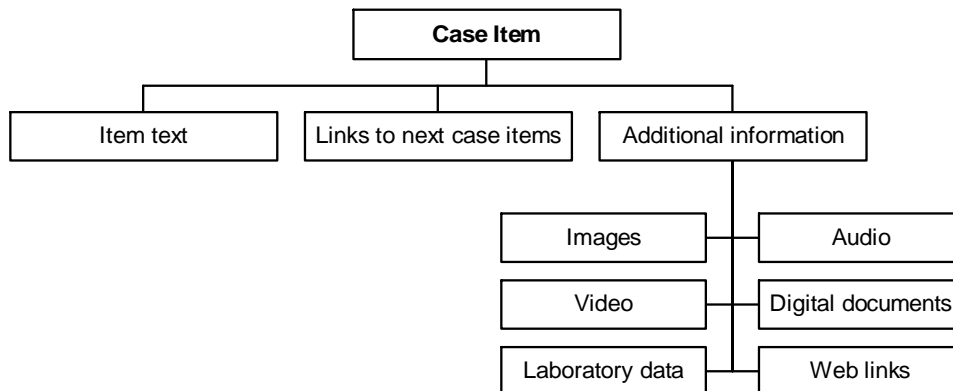 Case Item
Item text
Links to next case items
Additional information
Images
Audio
Video
Digital documents
Laboratory data
Web links